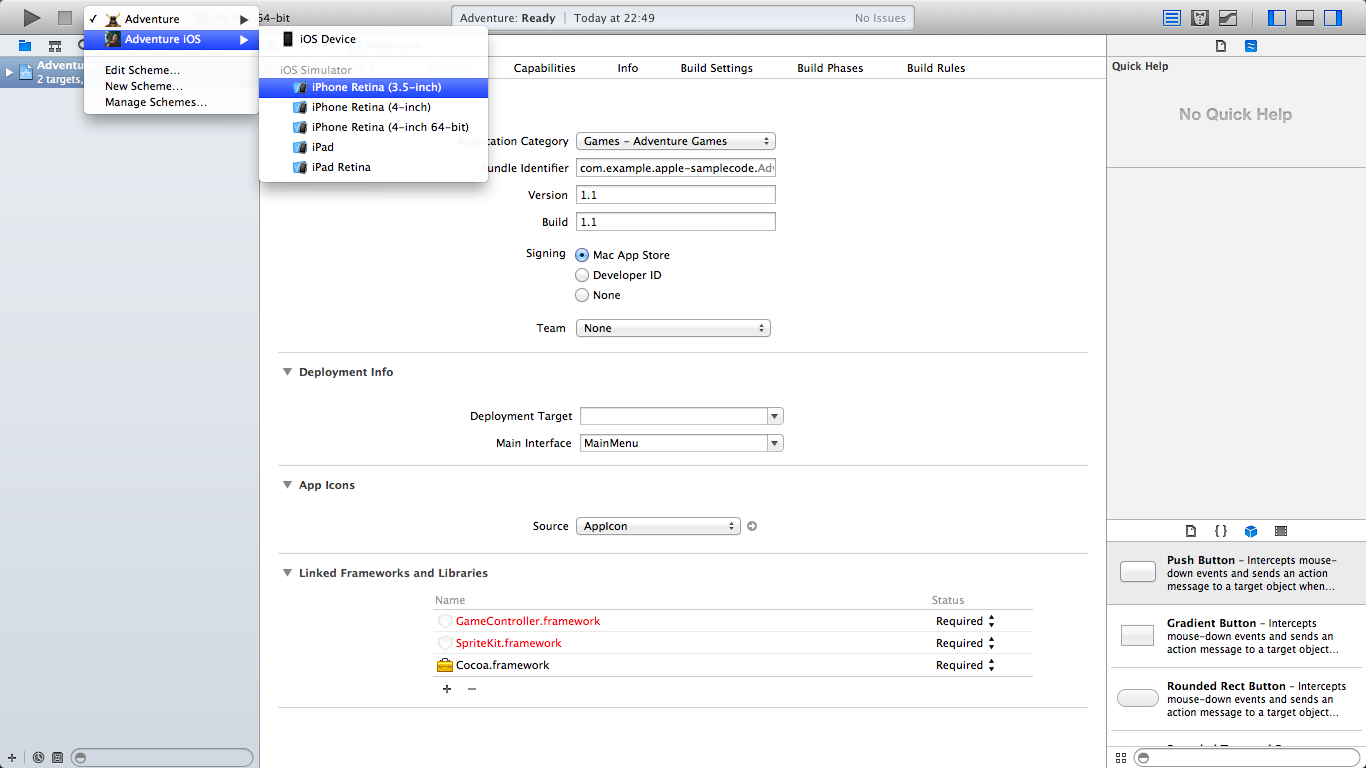 Adventure
64-bit
Adventure: Ready
Today at 22:49
No Issues
Adventure iOS
iOS Device
Edit Scheme...
New Scheme...
Manage Schemes...
iOS Simulator
iPhone Retina (3.5-inch)
iPhone Retina (4-inch)
iPhone Retina (4-inch 64-bit)
iPad
iPad Retina
2 targets,
Capabilities
Info
Build Settings
Build Phases
Build Rules
Category
Games – Adventure Games
Identifier
com.example.apple-samplecode.Adv
Version
1.1
Build
1.1
Signing
Mac App Store
Developer ID
None
Team
None
Deployment Info
Deployment Target
Main Interface
MainMenu
App Icons
Source
AppIcon
Linked Frameworks and Libraries
Name
Status
GameController.framework
Required
SpriteKit.framework
Required
Cocoa.framework
Required
Quick Help
No Quick Help
Push Button – Intercepts mouse-
down events and sends an action
message to a target object when...
Gradient Button – Intercepts
mouse-down events and sends an
action message to a target object...
Rounded Rect Button – Intercepts
mouse-down events and sends an
action message to a target object...